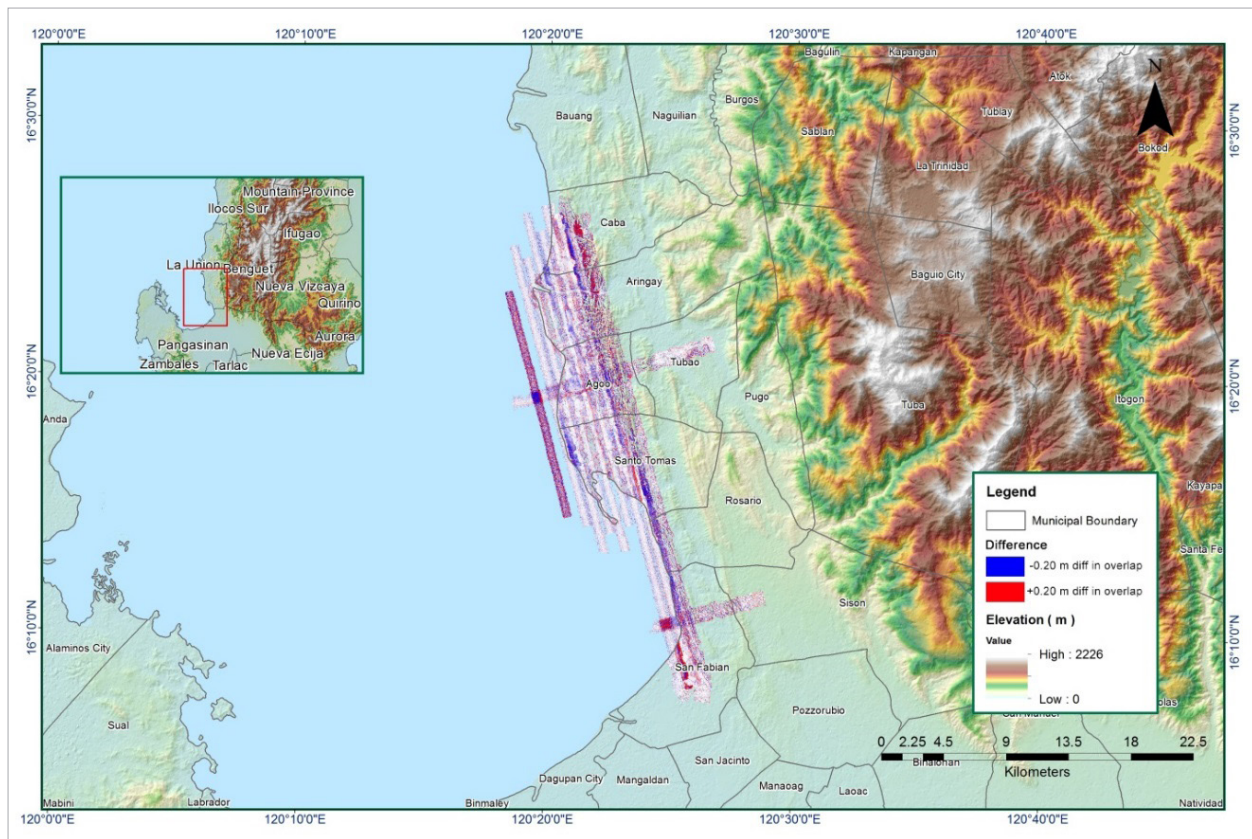 120°0'0"E
120°10'0"E
120°20'0"E
120°30'0"E
120°40'0"E
16°30'0"N
16°20'0"N
16°10'0"N
16°30'0"N
16°20'0"N
16°10'0"N
N
Bagulin
Kapangan
Atok
Burgos
Tublay
Bauang
Naguilian
Sablan
Bokod
La Trinidad
Mountain Province
Ilocos Sur
Ifugao
La Union
Benguet
Nueva Vizcaya
Quirino
Aurora
Pangasinan
Nueva Ecija
Zambales
Tarlac
Caba
Aringay
Baguio City
Tubao
Agoo
Pugo
Tuba
Itogon
Anda
Santo Tomas
Rosario
Kayapa
Santa Fe
Sison
Alaminos City
San Fabian
Sual
Pozzorubio
San Jacinto
Dagupan City
Mangaldan
Manaoag
Laoac
Binalonan
Natividad
Mabini
Labrador
Binmaley
Legend
Municipal Boundary
Difference
-0.20 m diff in overlap
+0.20 m diff in overlap
Elevation ( m )
Value
High : 2226
Low : 0
0 2.25 4.5 9 13.5 18 22.5
Kilometers
120°0'0"E
120°10'0"E
120°20'0"E
120°30'0"E
120°40'0"E